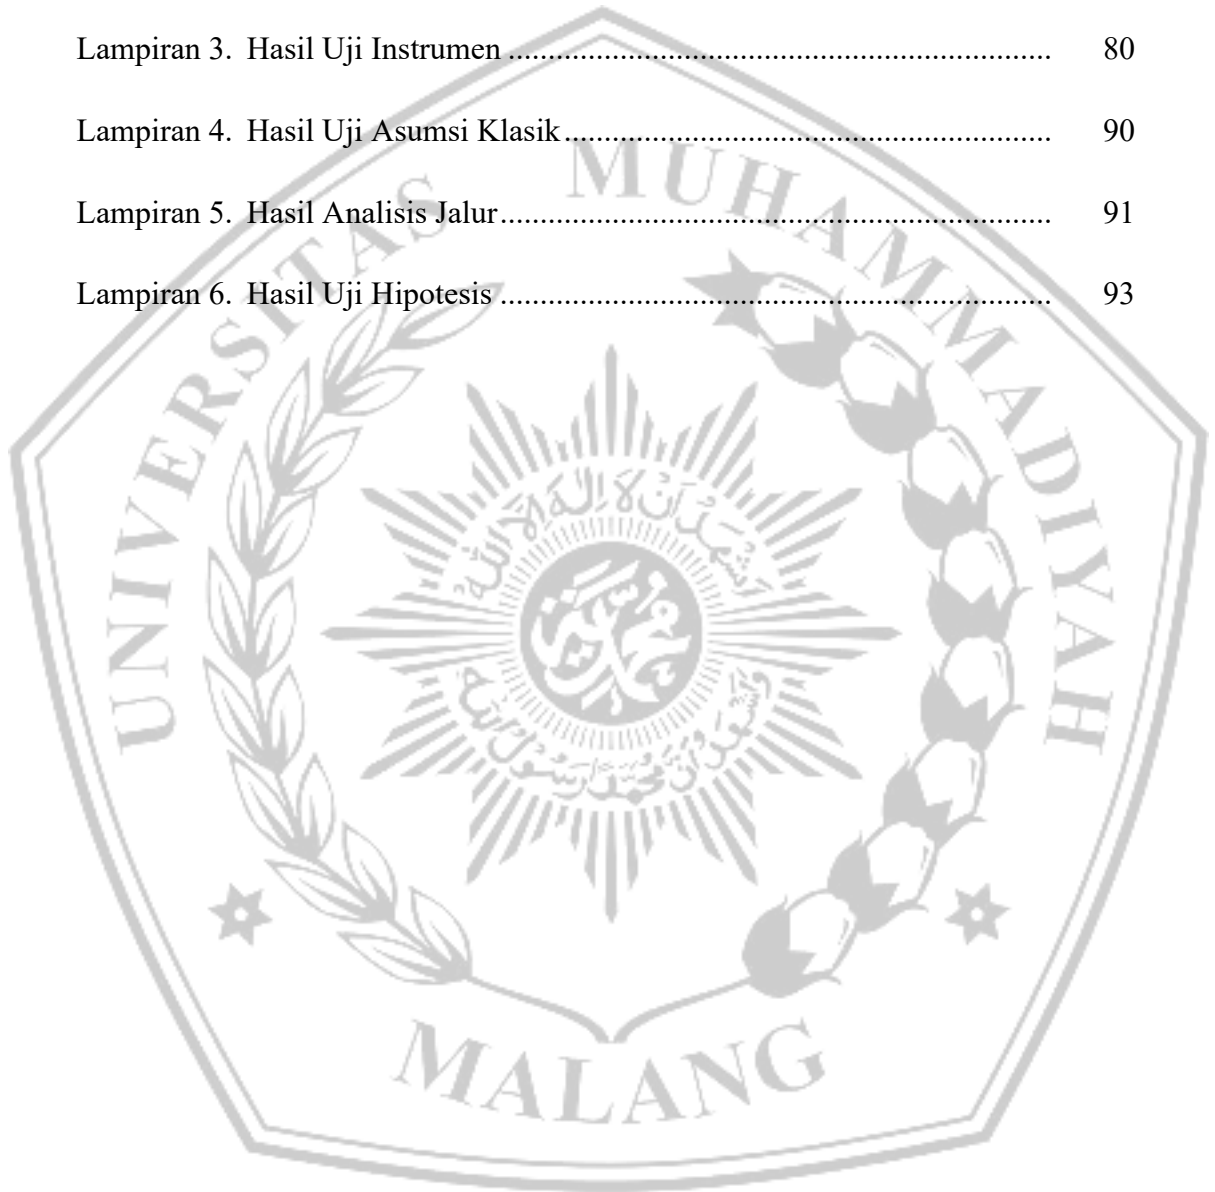 Lampiran 3. Hasil Uji Instrumen .................................................................... 80
Lampiran 4. Hasil Uji Asumsi Klasik ............................................................. 90
Lampiran 5. Hasil Analisis Jalur ..................................................................... 91
Lampiran 6. Hasil Uji Hipotesis ..................................................................... 93
UNIVERSITAS MUHAMMADIYAH
MALANG